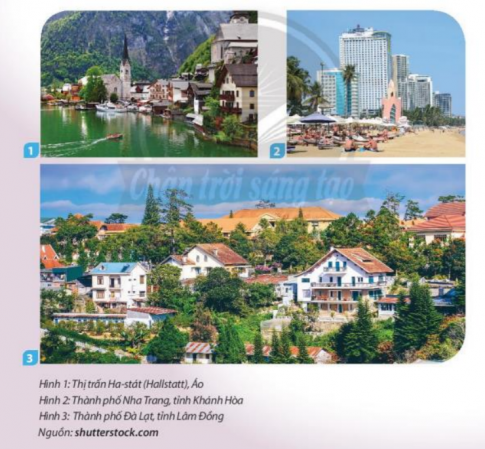 1
2
Chân trời sáng tạo
3
Hình 1: Thị trấn Ha-stát (Hallstatt), Áo
Hình 2: Thành phố Nha Trang, tỉnh Khánh Hòa
Hình 3: Thành phố Đà Lạt, tỉnh Lâm Đồng
Nguồn: shutterstock.com